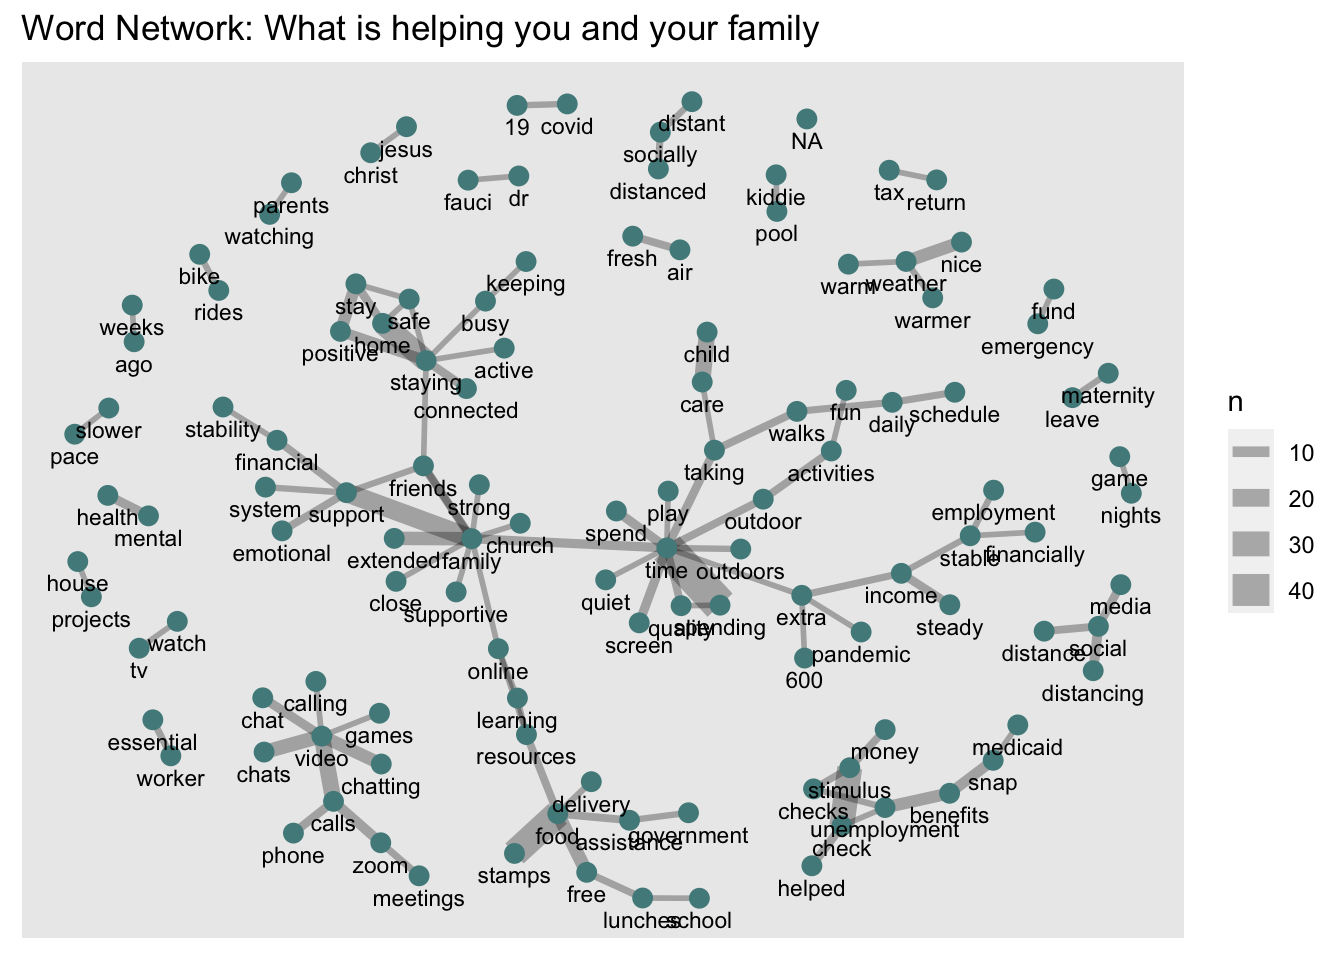 Word Network: What is helping you and your family
19 covid
distant
jesus
NA
socially
christ
kiddie
distanced
tax
return
fauci dr
parents
pool
watching
fresh
air
nice
bike
keeping
warm
weather
rides
stay
safe
busy
fund
warmer
weeks
home
positive
child
emergency
ago
active
staying
connected
care
maternity
fun
schedule
daily
leave
slower
stability
walks
pace
financial
taking
activities
game
friends
strong
system
support
play
outdoor
employment
nights
health
mental
spend
emotional
extended
family
church
stable
financially
time
outdoors
house
close
quiet
income
media
supportive
extra
steady
projects
screen
quality
spending
social
distance
watch
pandemic
tv
online
600
distancing
calling
chat
learning
games
essential
video
resources
money
medicaid
worker
chats
chatting
stimulus
snap
delivery
checks
benefits
calls
food
assistance
government
unemployment
check
phone
zoom
stamps
free
helped
meetings
lunches
school
n
10
20
30
40